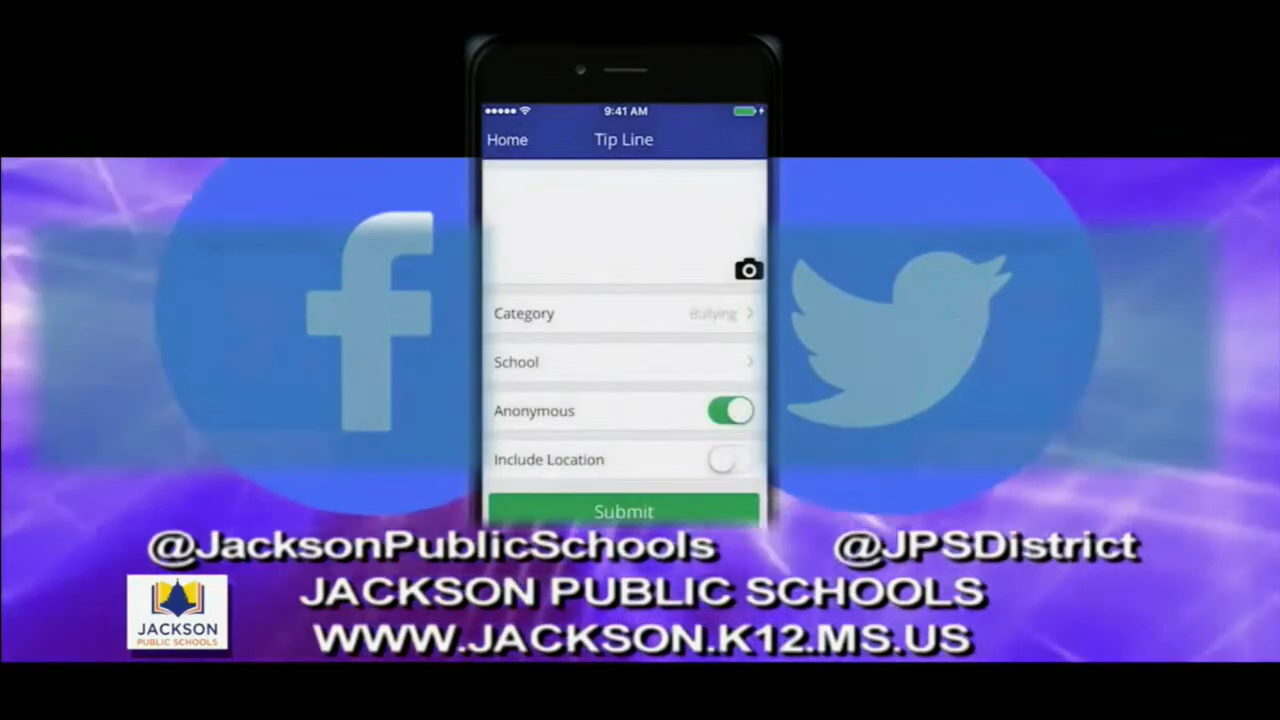 9:41 AM
Home Tip Line
Category Bullying
School
Anonymous
Include Location
Submit
@JacksonPublicSchools @JPSDistrict
JACKSON PUBLIC SCHOOLS
WWW.JACKSON.K12.MS.US
JACKSON
PUBLIC SCHOOLS